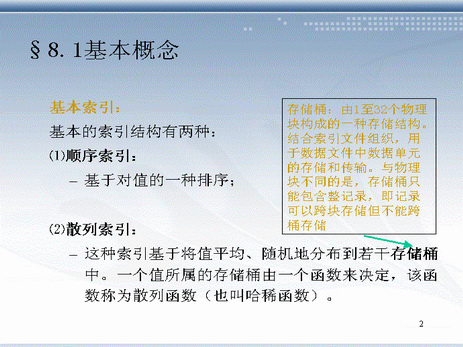 §8.1基本概念
基本索引：
基本的索引结构有两种：
⑴顺序索引：
– 基于对值的一种排序；
⑵散列索引：
– 这种索引基于将值平均、随机地分布到若干存储桶
中。一个值所属的存储桶由一个函数来决定，该函
数称为散列函数（也叫哈稀函数）。
存储桶：由1至32个物理
块构成的一种存储结构。
结合索引文件组织，用
于数据文件中数据单元
的存储和传输。与物理
块不同的是，存储桶只
能包含整记录，即记录
可以跨块存储但不能跨
桶存储
2